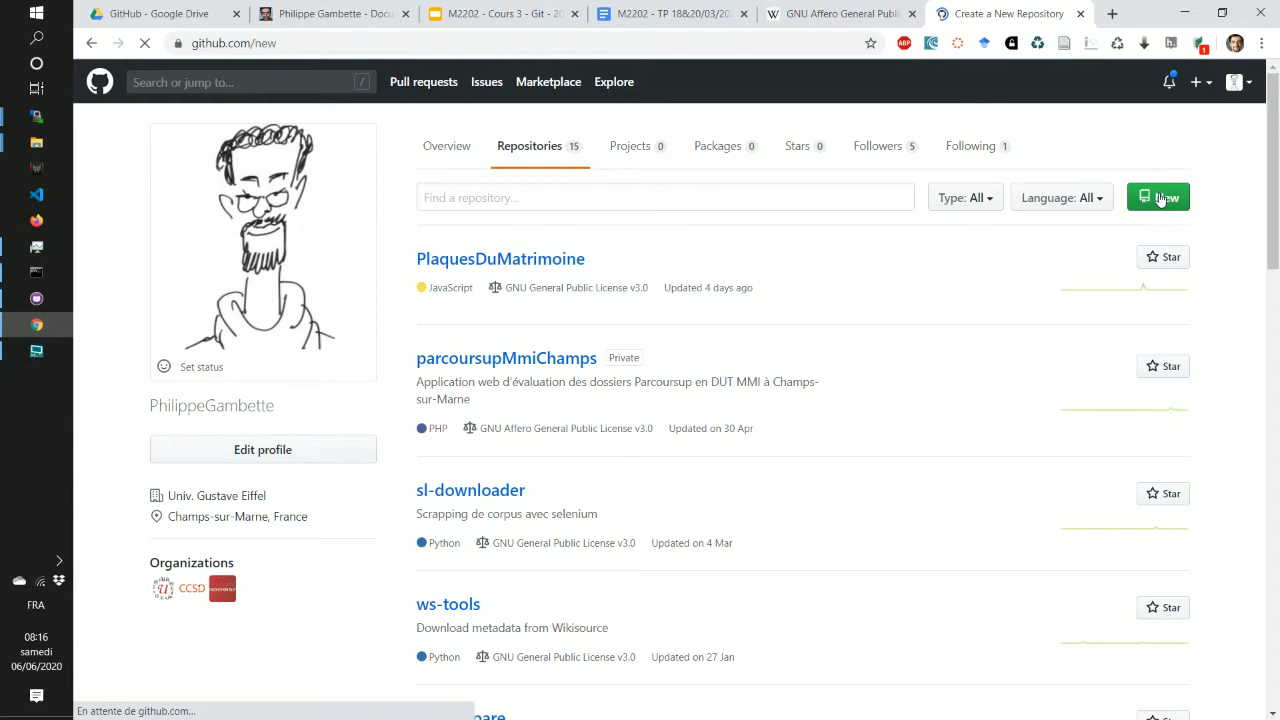 GitHub - Google Drive
Philippe Gambette - Docu
M2202 - Cours 3 - Git - 20
M2202 - TP 18&20/03/20
GNU Affero General Publi
Create a New Repository
github.com/new
ABP
1
Search or jump to...
/
Pull requests
Issues
Marketplace
Explore
Overview
Repositories 15
Projects 0
Packages 0
Stars 0
Followers 5
Following 1
Find a repository...
Type: All
Language: All
New
PlaquesDuMatrimoine
Star
JavaScript
GNU General Public License v3.0
Updated 4 days ago
parcoursupMmiChamps
Private
Star
Application web d'évaluation des dossiers Parcoursup en DUT MMI à Champs-
sur-Marne
PHP
GNU Affero General Public License v3.0
Updated on 30 Apr
sl-downloader
Star
Scrapping de corpus avec selenium
Python
GNU General Public License v3.0
Updated on 4 Mar
ws-tools
Star
Download metadata from Wikisource
Python
GNU General Public License v3.0
Updated on 27 Jan
Set status
PhilippeGambette
Edit profile
Univ. Gustave Eiffel
Champs-sur-Marne, France
Organizations
CCSD
FRA
08:16
samedi
06/06/2020
En attente de github.com...